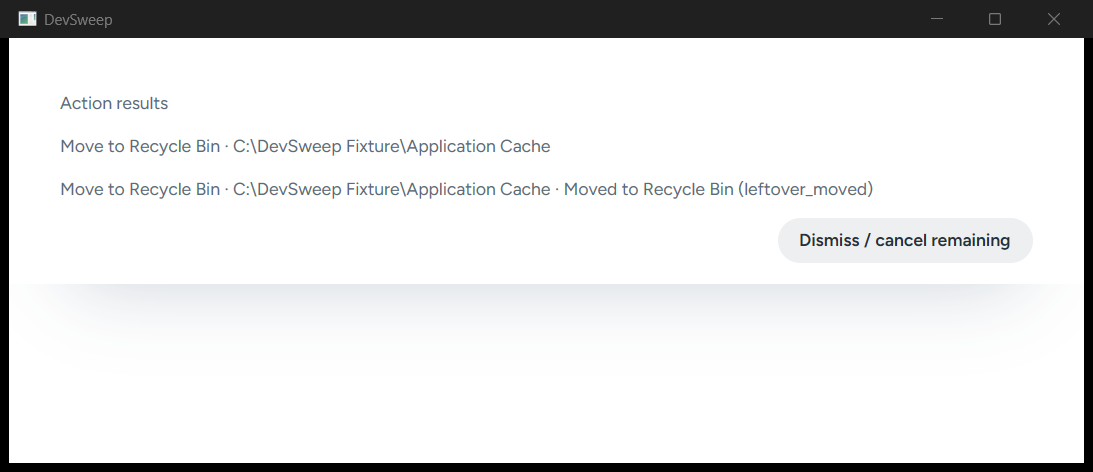 DevSweep
Action results
Move to Recycle Bin · C:\DevSweep Fixture\Application Cache
Move to Recycle Bin · C:\DevSweep Fixture\Application Cache · Moved to Recycle Bin (leftover_moved)
Dismiss / cancel remaining